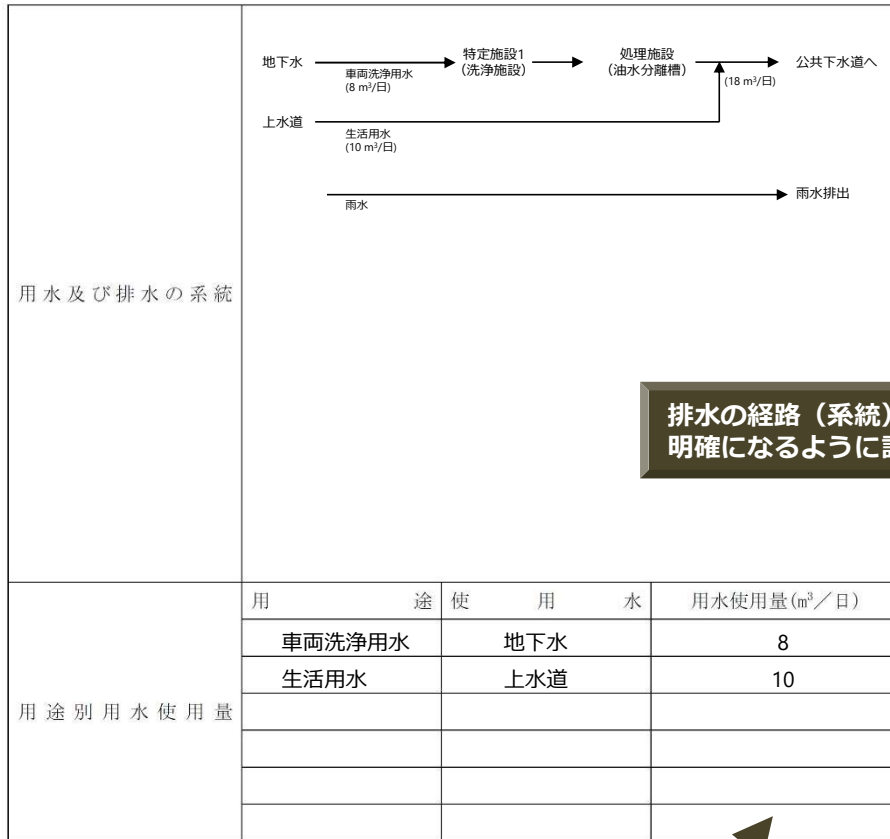 用水及び排水の系統
地下水
車両洗浄用水
(8 m³/日)
特定施設1
(洗浄施設)
処理施設
(油水分離槽)
(18 m³/日)
公共下水道へ
上水道
生活用水
(10 m³/日)
雨水
雨水排出
排水の経路（系統）
明確になるように
用途別用水使用量
用途 使用水 用水使用量(m³／日)
車両洗浄用水 地下水 8
生活用水 上水道 10